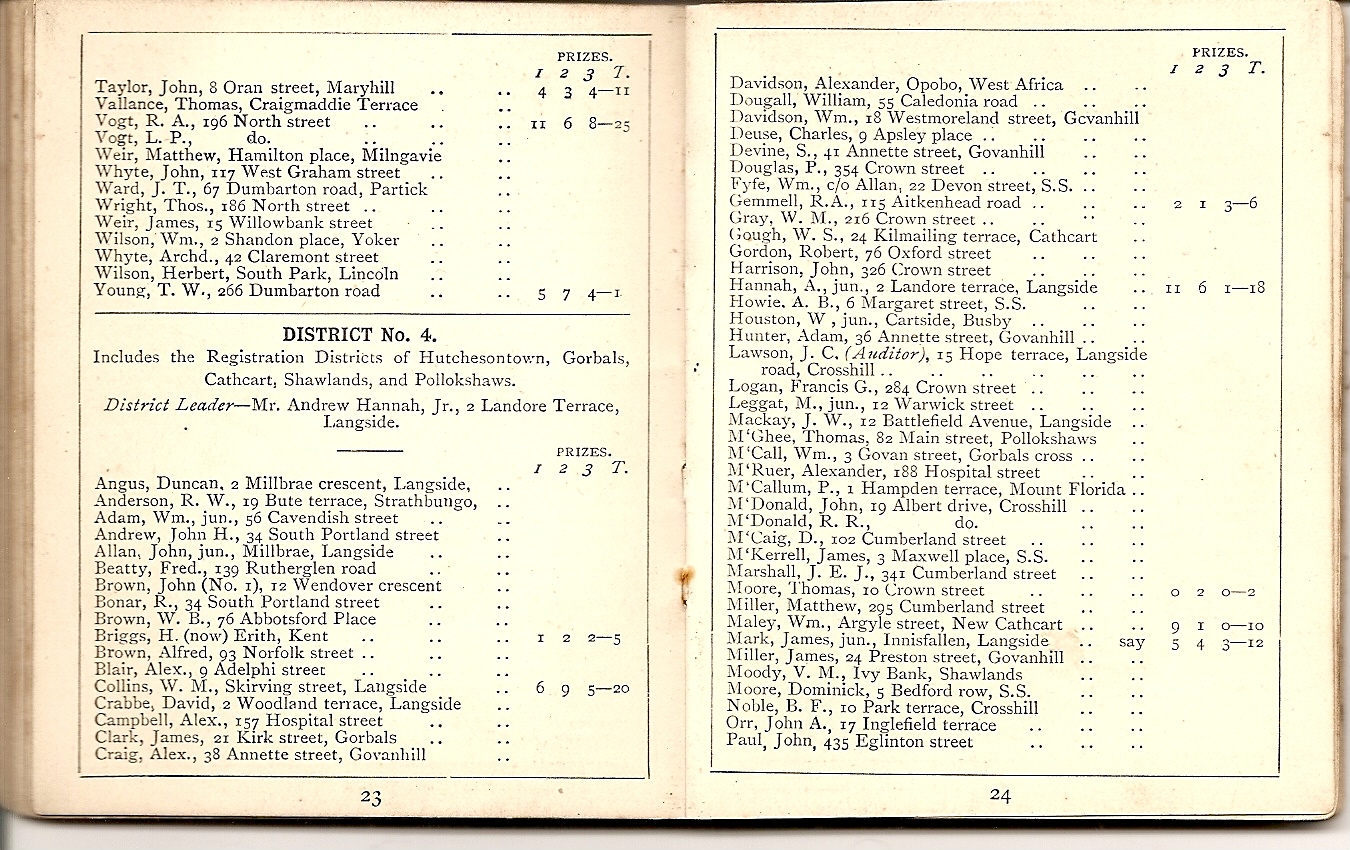 PRIZES.
1 2 3 T.
Taylor, John, 8 Oran street, Maryhill .. .. 4 3 4—11
Vallance, Thomas, Craigmaddie Terrace . ..
Vogt, R. A., 196 North street .. .. .. 11 6 8—25
Vogt, L. P., do. .. .. ..
Weir, Matthew, Hamilton place, Milngavie ..
Whyte, John, 117 West Graham street .. ..
Ward, J. T., 67 Dumbarton road, Partick ..
Wright, Thos., 186 North street .. .. ..
Weir, James, 15 Willowbank street .. ..
Wilson, Wm., 2 Shandon place, Yoker .. ..
Whyte, Archd., 42 Claremont street .. ..
Wilson, Herbert, South Park, Lincoln .. ..
Young, T. W., 266 Dumbarton road .. .. 5 7 4—1
DISTRICT No. 4.
Includes the Registration Districts of Hutchesontown, Gorbals,
Cathcart, Shawlands, and Pollokshaws.
District Leader—Mr. Andrew Hannah, Jr., 2 Landore Terrace,
Langside.
PRIZES.
1 2 3 T.
Angus, Duncan, 2 Millbrae crescent, Langside, ..
Anderson, R. W., 19 Bute terrace, Strathbungo, ..
Adam, Wm., jun., 56 Cavendish street .. ..
Andrew, John H., 34 South Portland street ..
Allan, John, jun., Millbrae, Langside .. ..
Beatty, Fred., 139 Rutherglen road .. ..
Brown, John (No. 1), 12 Wendover crescent ..
Bonar, R., 34 South Portland street .. ..
Brown, W. B., 76 Abbotsford Place .. ..
Briggs, H. (now) Erith, Kent .. .. .. 1 2 2—5
Brown, Alfred, 93 Norfolk street .. .. ..
Blair, Alex., 9 Adelphi street .. .. ..
Collins, W. M., Skirving street, Langside .. 6 9 5—20
Crabbe, David, 2 Woodland terrace, Langside ..
Campbell, Alex., 157 Hospital street .. ..
Clark, James, 21 Kirk street, Gorbals .. ..
Craig, Alex., 38 Annette street, Govanhill ..
23
PRIZES.
1 2 3 T.
Davidson, Alexander, Opobo, West Africa .. ..
Dougall, William, 55 Caledonia road .. .. ..
Davidson, Wm., 18 Westmoreland street, Govanhill
Deuse, Charles, 9 Apsley place .. .. ..
Devine, S., 41 Annette street, Govanhill .. ..
Douglas, P., 354 Crown street .. .. .. ..
Fyfe, Wm., c/o Allan, 22 Devon street, S.S. .. ..
Gemmell, R.A., 115 Aitkenhead road .. .. .. 2 1 3—6
Gray, W. M., 216 Crown street .. .. .. ..
Gough, W. S., 24 Kilmailing terrace, Cathcart ..
Gordon, Robert, 76 Oxford street .. .. ..
Harrison, John, 326 Crown street .. .. ..
Hannah, A., jun., 2 Landore terrace, Langside .. 11 6 1—18
Howie, A. B., 6 Margaret street, S.S. .. ..
Houston, W , jun., Cartside, Busby .. .. ..
Hunter, Adam, 36 Annette street, Govanhill .. ..
Lawson, J. C. (Auditor), 15 Hope terrace, Langside
road, Crosshill .. .. .. .. .. ..
Logan, Francis G., 284 Crown street .. .. ..
Leggat, M., jun., 12 Warwick street .. .. ..
Mackay, J. W., 12 Battlefield Avenue, Langside ..
M‘Ghee, Thomas, 82 Main street, Pollokshaws ..
M‘Call, Wm., 3 Govan street, Gorbals cross .. ..
M‘Ruer, Alexander, 188 Hospital street .. ..
M‘Callum, P., 1 Hampden terrace, Mount Florida ..
M‘Donald, John, 19 Albert drive, Crosshill .. ..
M‘Donald, R. R., do. .. ..
M‘Caig, D., 102 Cumberland street .. .. ..
M‘Kerrell, James, 3 Maxwell place, S.S. .. ..
Marshall, J. E. J., 341 Cumberland street .. ..
Moore, Thomas, 10 Crown street .. .. .. 0 2 0—2
Miller, Matthew, 295 Cumberland street .. ..
Maley, Wm., Argyle street, New Cathcart .. .. 9 1 0—10
Mark, James, jun., Innisfallen, Langside .. say 5 4 3—12
Miller, James, 24 Preston street, Govanhill .. ..
Moody, V. M., Ivy Bank, Shawlands .. ..
Moore, Dominick, 5 Bedford row, S.S. .. ..
Noble, B. F., 10 Park terrace, Crosshill .. ..
Orr, John A., 17 Inglefield terrace .. .. ..
Paul, John, 435 Eglinton street .. .. ..
24